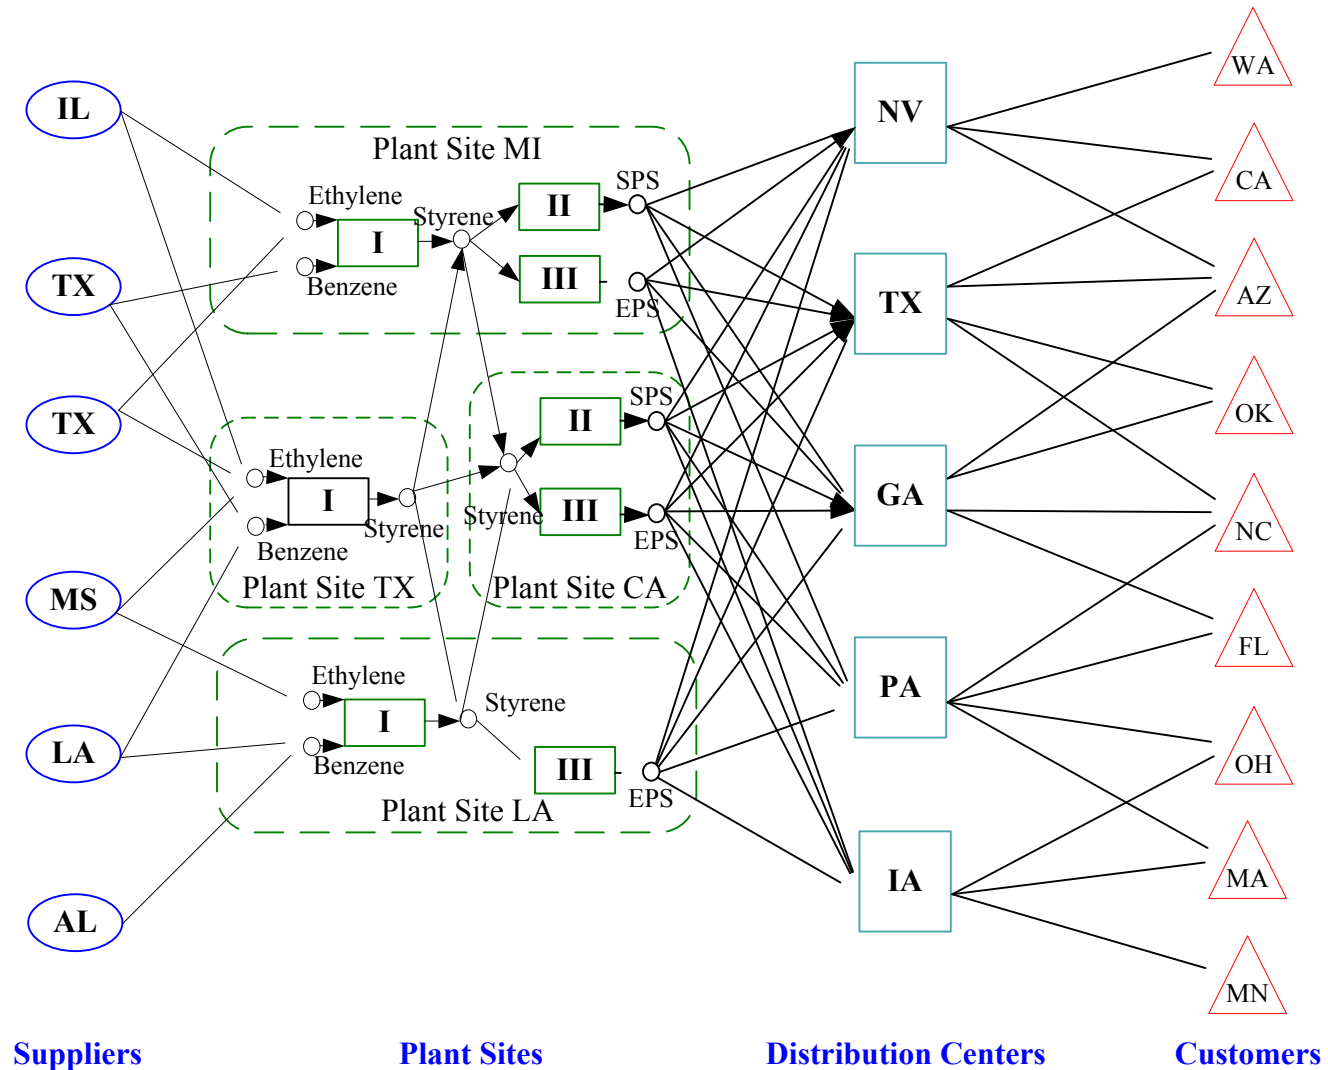 IL
TX
TX
MS
LA
AL
Plant Site MI
Ethylene
Benzene
I
Styrene
II
III
SPS
EPS
Ethylene
Benzene
I
Styrene
Plant Site TX
Styrene
II
III
SPS
EPS
Plant Site CA
Ethylene
Benzene
I
Styrene
III
EPS
Plant Site LA
NV
TX
GA
PA
IA
WA
CA
AZ
OK
NC
FL
OH
MA
MN
Suppliers
Plant Sites
Distribution Centers
Customers